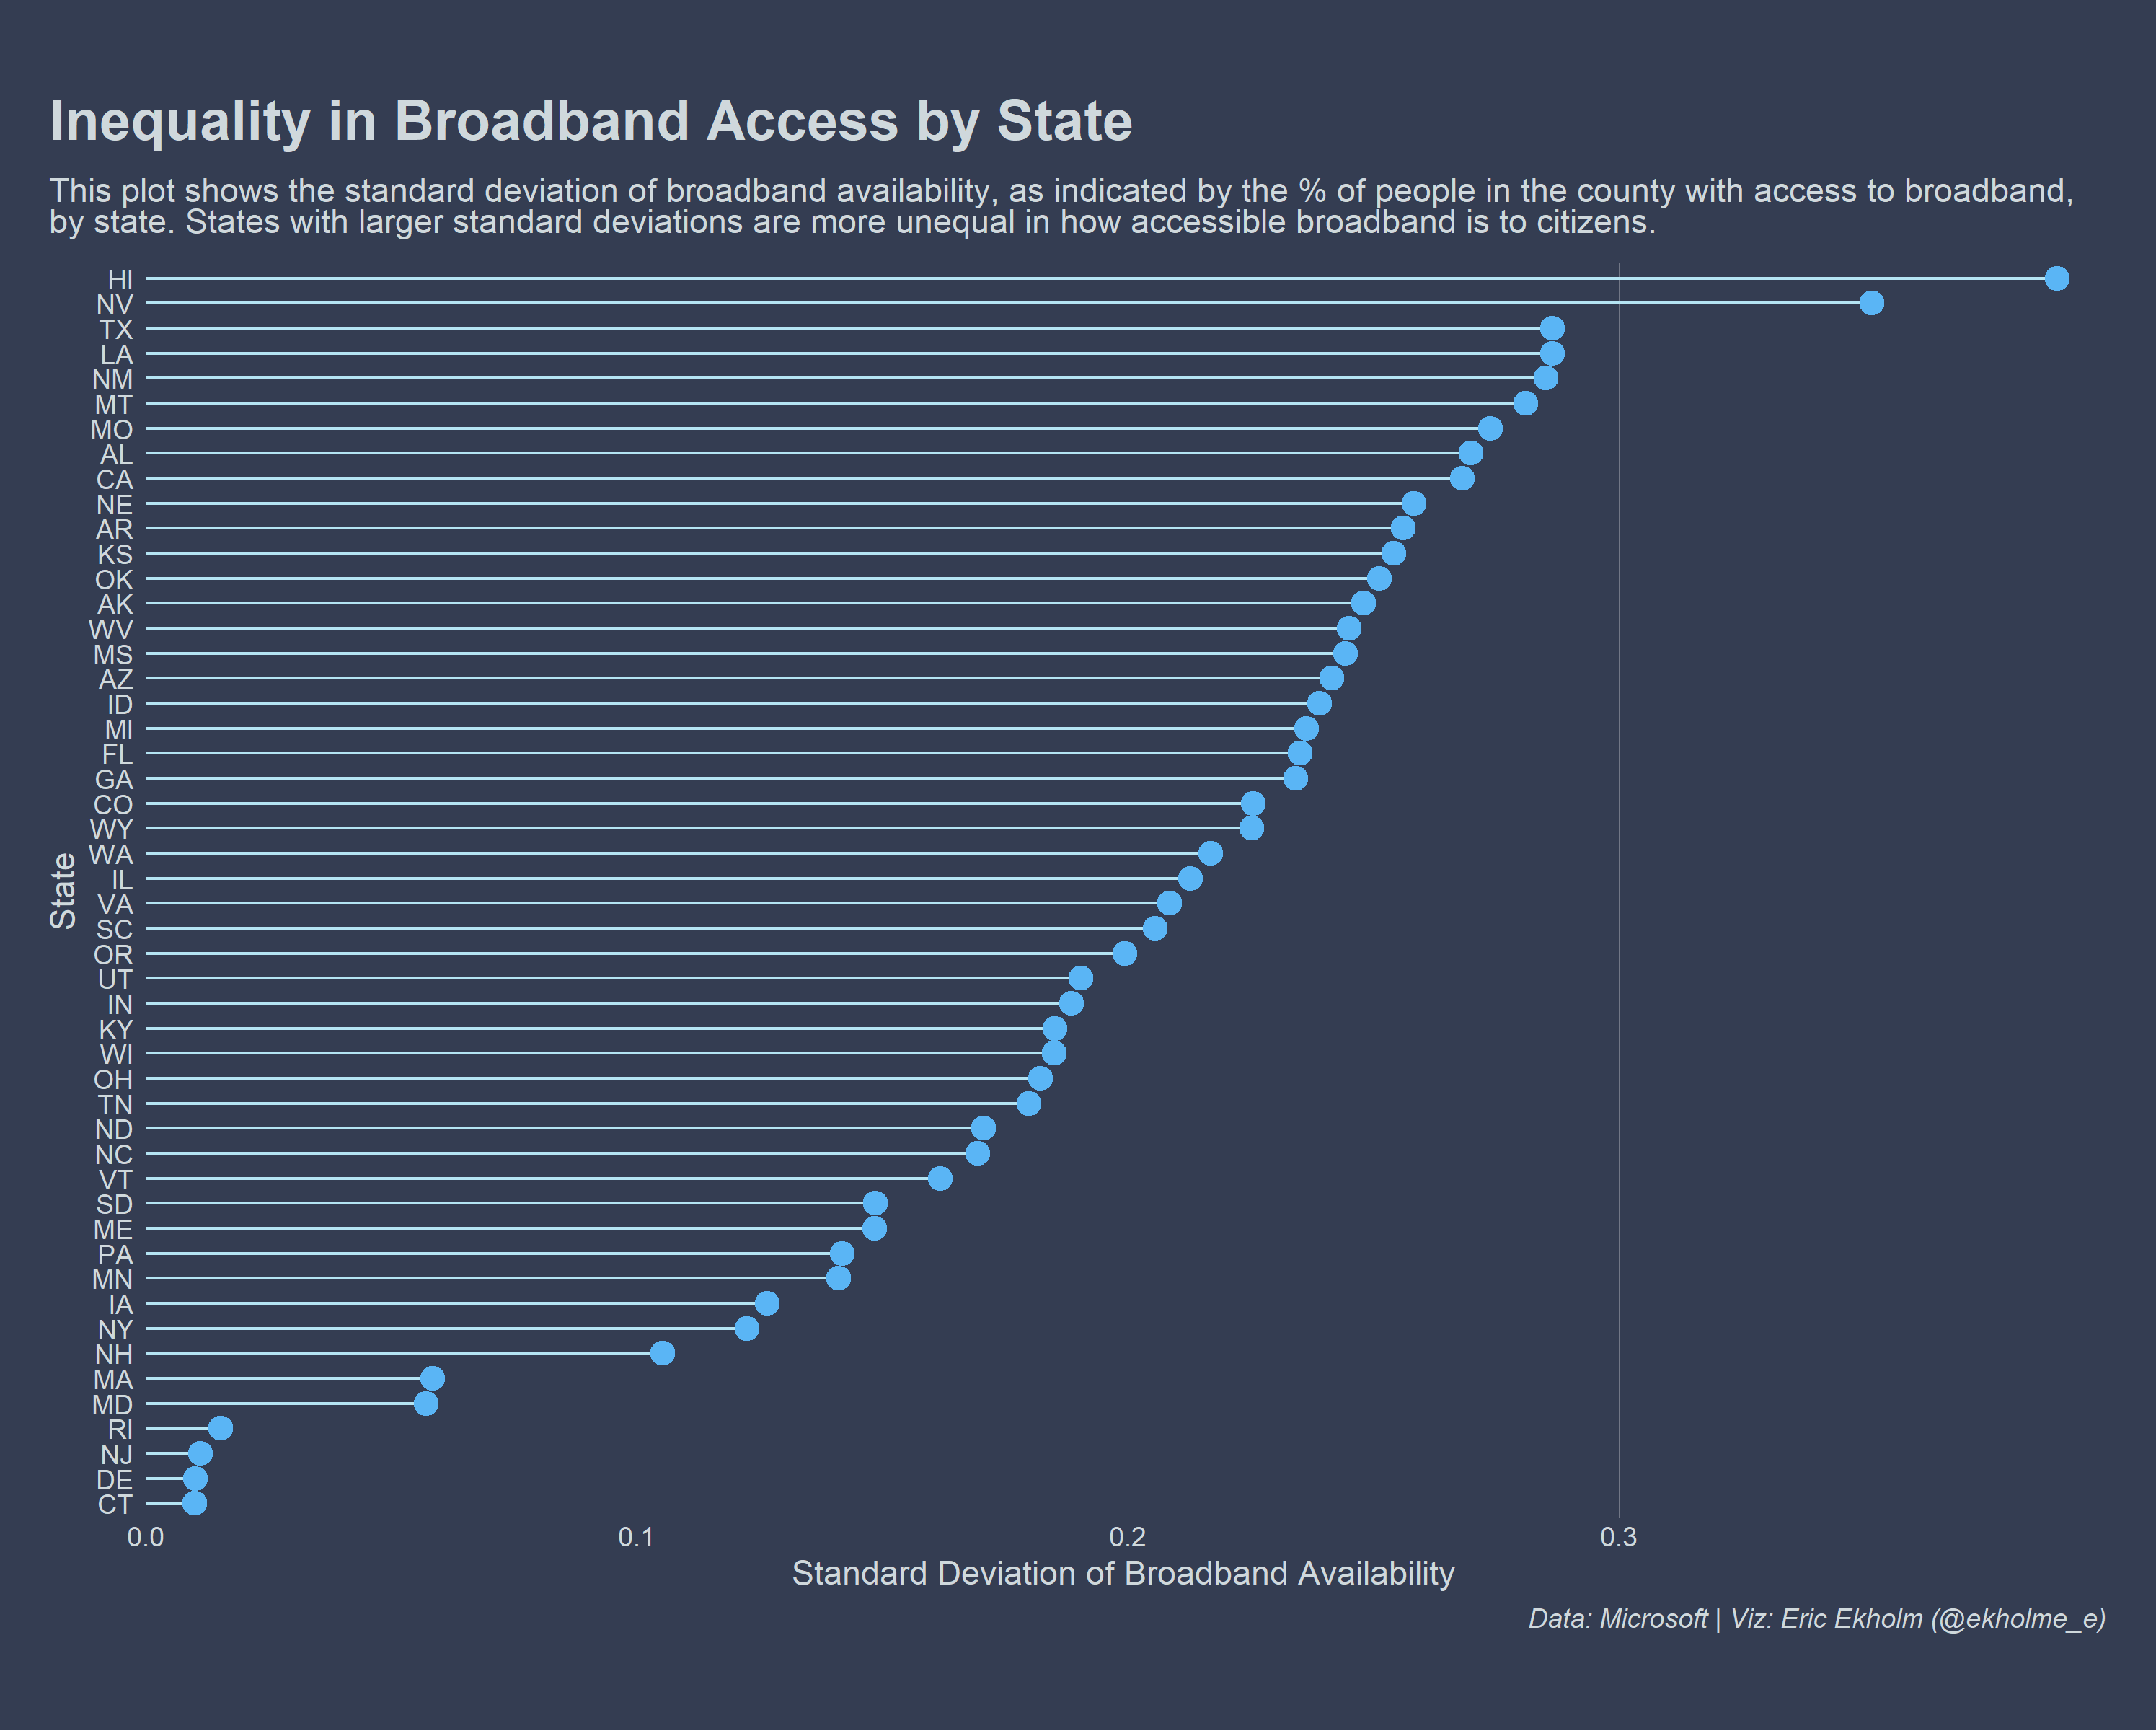 Inequality in Broadband Access by State
This plot shows the standard deviation of broadband availability, as indicated by the % of people in the county with access to broadband,
by state. States with larger standard deviations are more unequal in how accessible broadband is to citizens.
State
HI
NV
TX
LA
NM
MT
MO
AL
CA
NE
AR
KS
OK
AK
WV
MS
AZ
ID
MI
FL
GA
CO
WY
WA
IL
VA
SC
OR
UT
IN
KY
WI
OH
TN
ND
NC
VT
SD
ME
PA
MN
IA
NY
NH
MA
MD
RI
NJ
DE
CT
0.0 0.1 0.2 0.3
Standard Deviation of Broadband Availability
Data: Microsoft | Viz: Eric Ekholm (@ekholme_e)